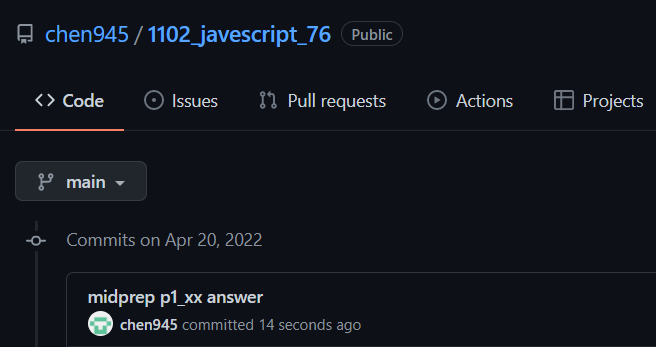 chen945 / 1102_javescript_76 Public
Code Issues Pull requests Actions Projects
main
Commits on Apr 20, 2022
midprep p1_xx answer
chen945 committed 14 seconds ago